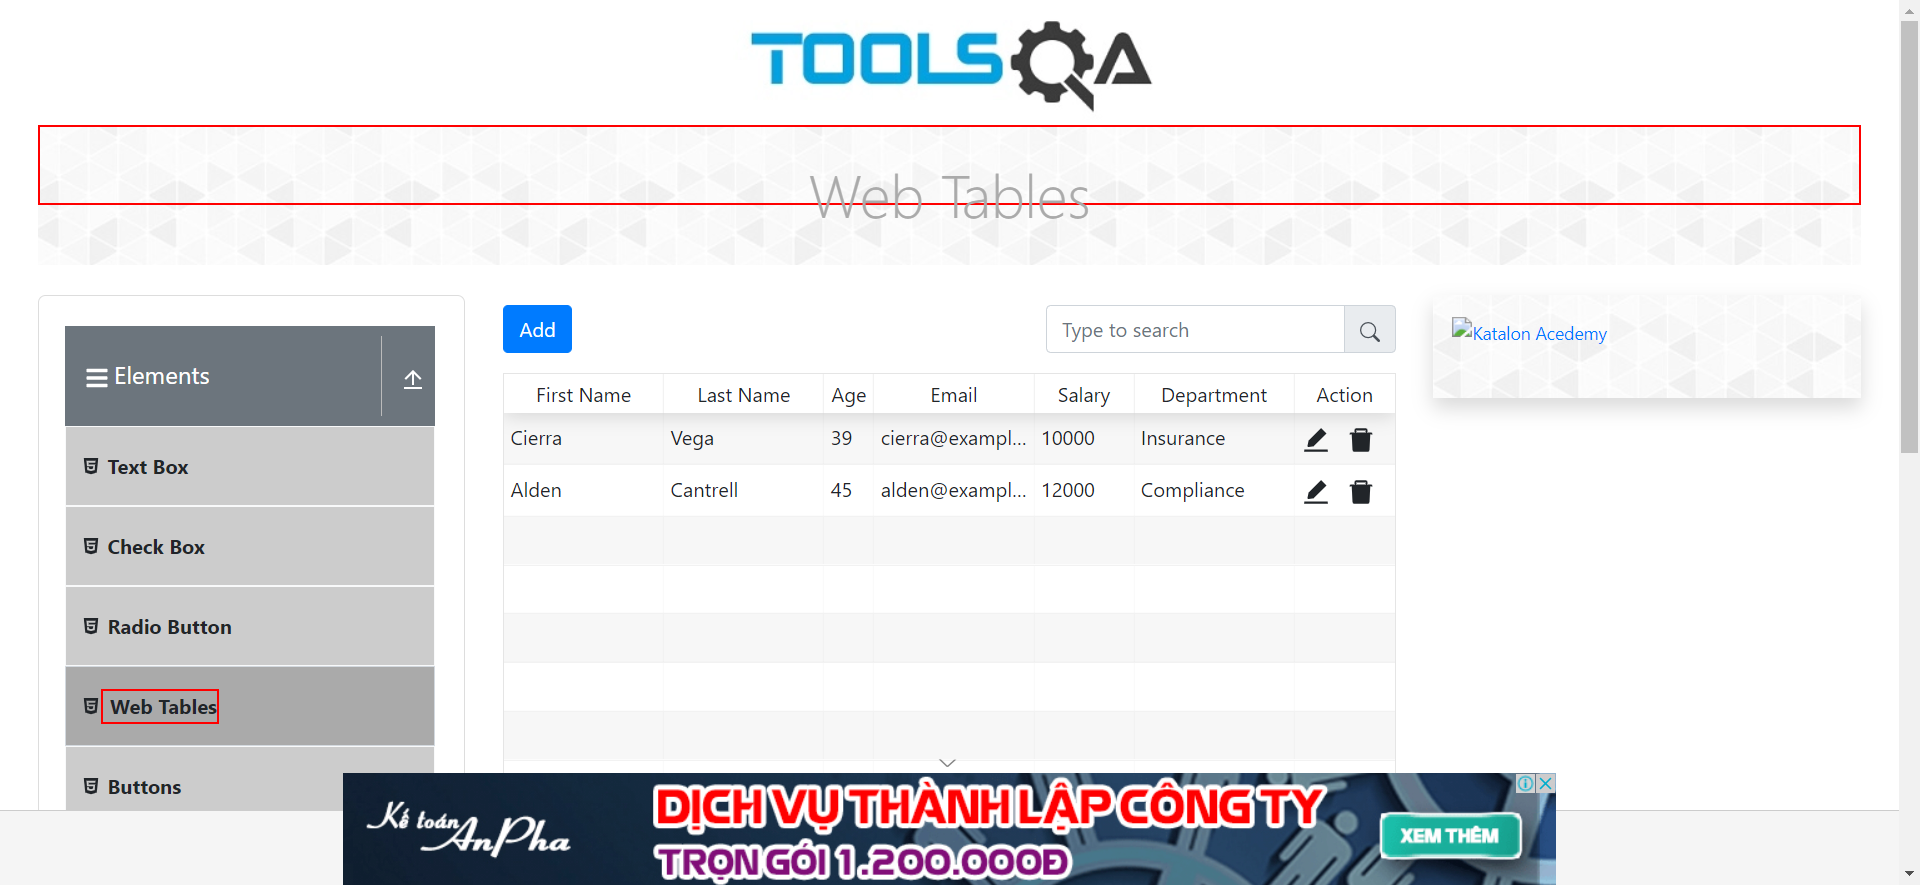 TOOLSQA
Web Tables
Elements
Text Box
Check Box
Radio Button
Web Tables
Buttons
Add
Type to search
First Name Last Name Age Email Salary Department Action
Cierra Vega 39 cierra@exampl... 10000 Insurance
Alden Cantrell 45 alden@exampl... 12000 Compliance
Katalon Acedemy
Kế toán
AnPha
DỊCH VỤ THÀNH LẬP CÔNG TY
TRỌN GÓI 1.200.000Đ
XEM THÊM